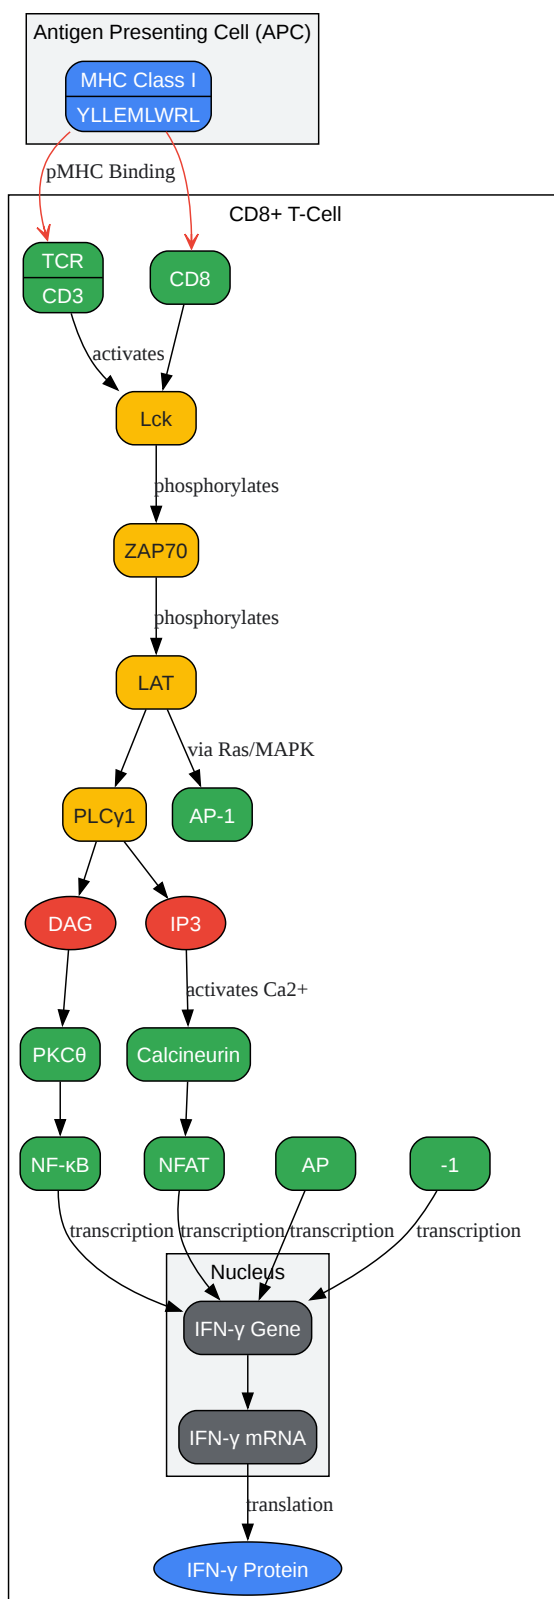 Antigen Presenting Cell (APC)
MHC Class I
YLLEMLWRL
pMHC Binding
CD8+ T-Cell
TCR
CD3
CD8
activates
Lck
phosphorylates
ZAP70
phosphorylates
LAT
via Ras/MAPK
PLCγ1
AP-1
DAG
IP3
activates Ca2+
PKCθ
Calcineurin
NF-κB
NFAT
AP
-1
transcription
transcription
transcription
transcription
Nucleus
IFN-γ Gene
IFN-γ mRNA
translation
IFN-γ Protein